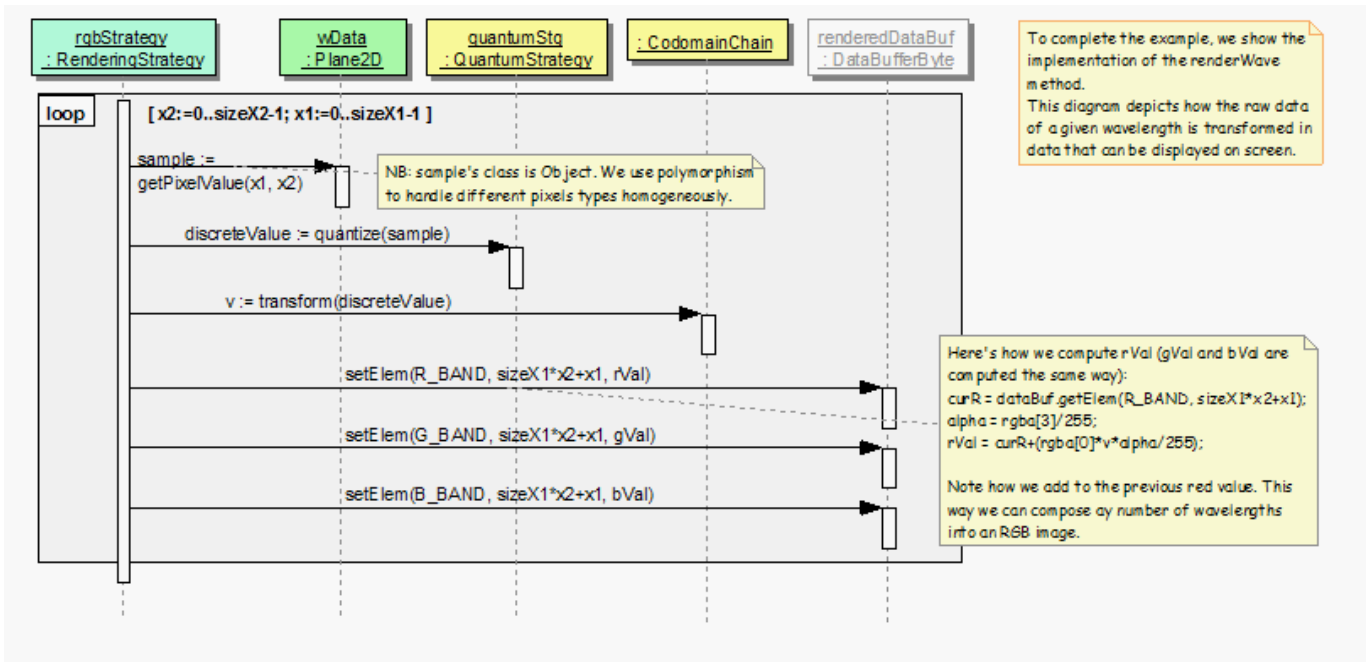 rgbStrategy
: RenderingStrategy
wData
: Plane2D
quantumStg
: QuantumStrategy
: CodomainChain
renderedDataBuf
: DataBufferByte
To complete the example, we show the
implementation of the renderWave
method.
This diagram depicts how the raw data
of a given wavelength is transformed in
data that can be displayed on screen.
loop
[ x2:=0..sizeX2-1; x1:=0..sizeX1-1 ]
sample :=
getPixelValue(x1, x2)
NB: sample's class is Object. We use polymorphism
to handle different pixels types homogeneously.
discreteValue := quantize(sample)
v := transform(discreteValue)
setElem(R_BAND, sizeX1*x2+x1, rVal)
setElem(G_BAND, sizeX1*x2+x1, gVal)
setElem(B_BAND, sizeX1*x2+x1, bVal)
Here's how we compute rVal (gVal and bVal are
computed the same way):
curR = dataBuf.getElem(R_BAND, sizeX1*x2+x1);
alpha = rgba[3]/255;
rVal = curR+(rgba[0]*v*alpha/255);
Note how we add to the previous red value. This
way we can compose ay number of wavelengths
into an RGB image.